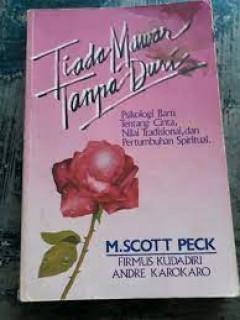 Tiada Mawar
Tanpa Duri
Psikologi Baru
Tentang Cinta,
Nilai Tradisional, dan
Pertumbuhan Spiritual.
M. SCOTT PECK
FIRMUS KUDADIRI
ANDRE KAROKARO